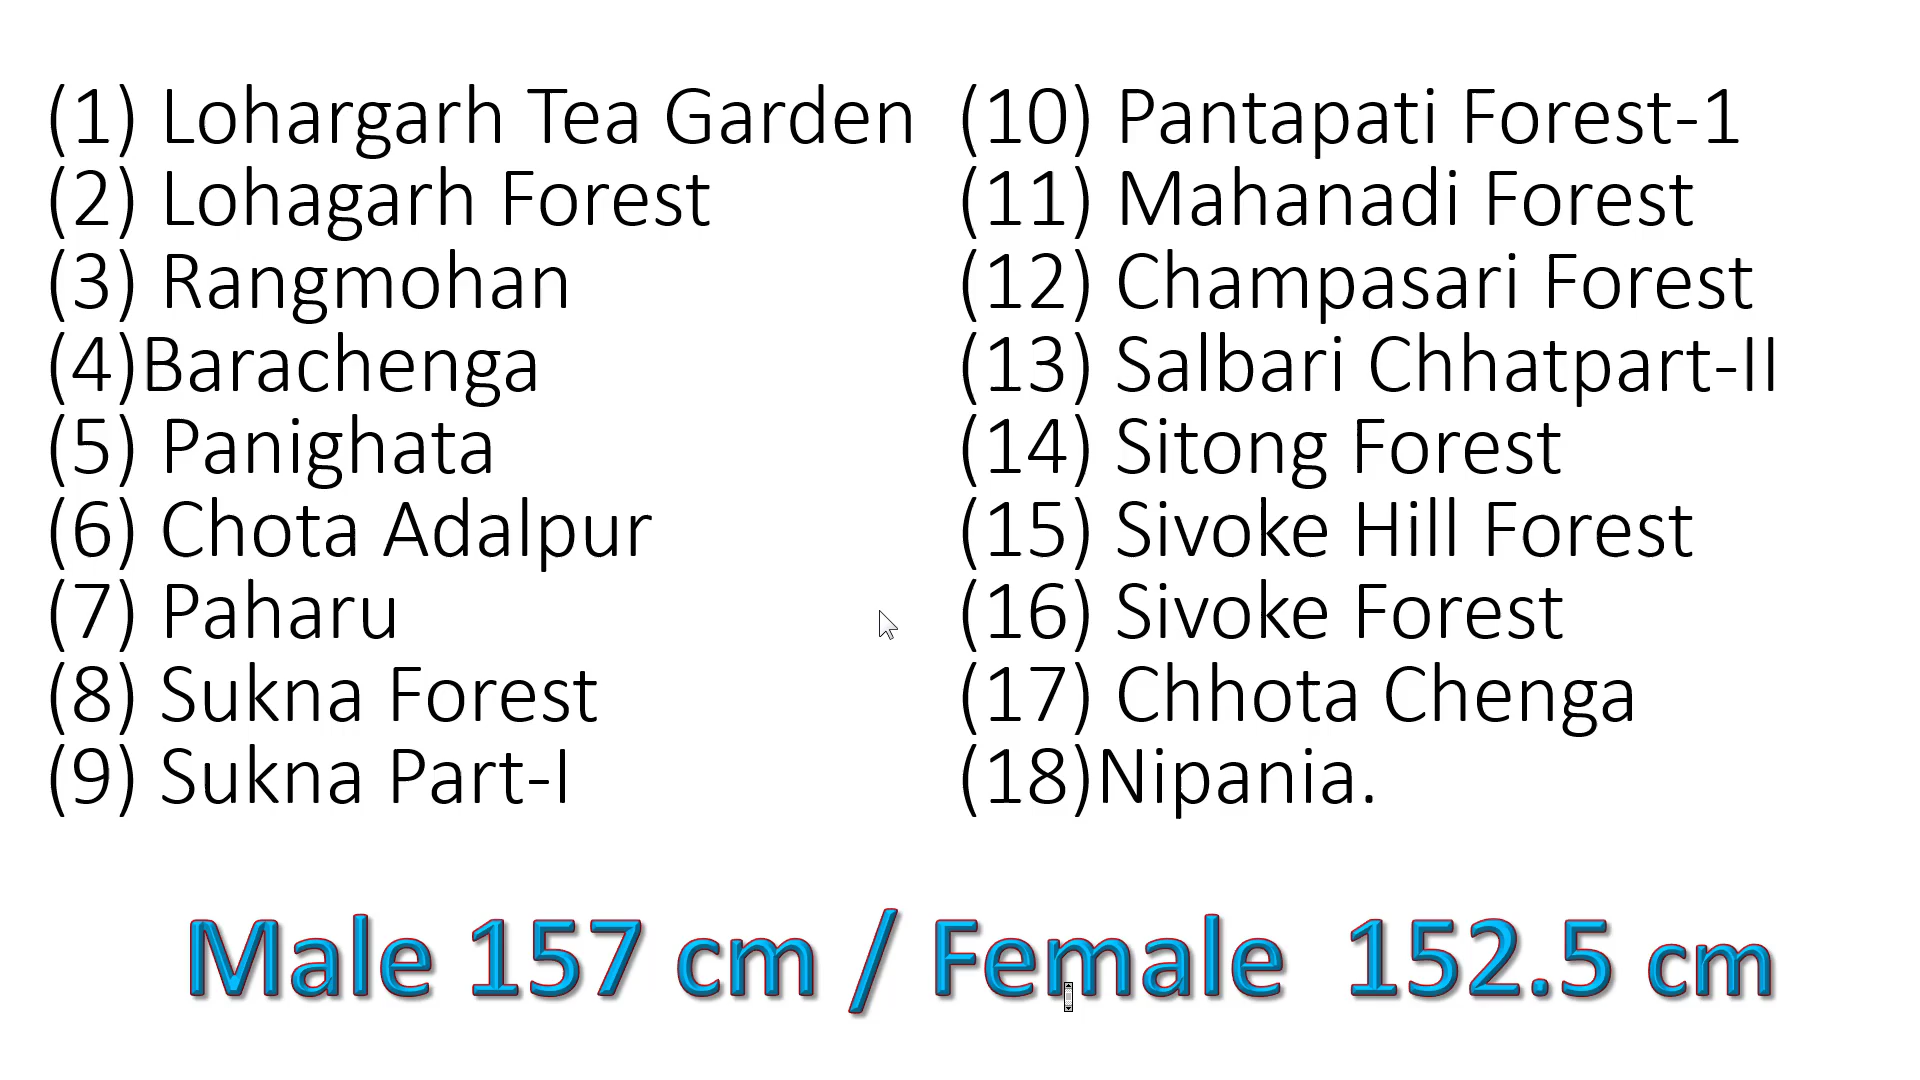 (1) Lohargarh Tea Garden
(2) Lohagarh Forest
(3) Rangmohan
(4)Barachenga
(5) Panighata
(6) Chota Adalpur
(7) Paharu
(8) Sukna Forest
(9) Sukna Part-I
(10) Pantapati Forest-1
(11) Mahanadi Forest
(12) Champasari Forest
(13) Salbari Chhatpart-II
(14) Sitong Forest
(15) Sivoke Hill Forest
(16) Sivoke Forest
(17) Chhota Chenga
(18)Nipania.
Male 157 cm / Female 152.5 cm